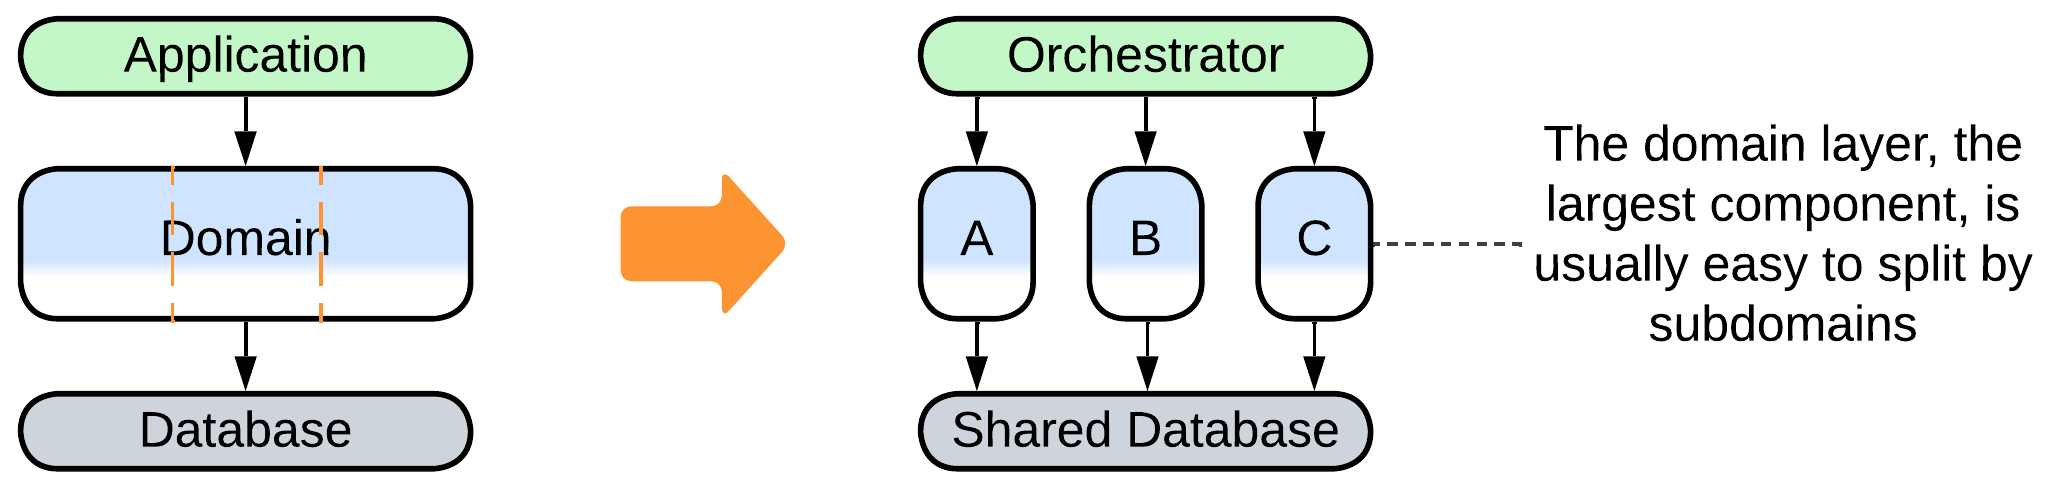 Application
Domain
Database
Orchestrator
A
B
C
Shared Database
The domain layer, the
largest component, is
usually easy to split by
subdomains